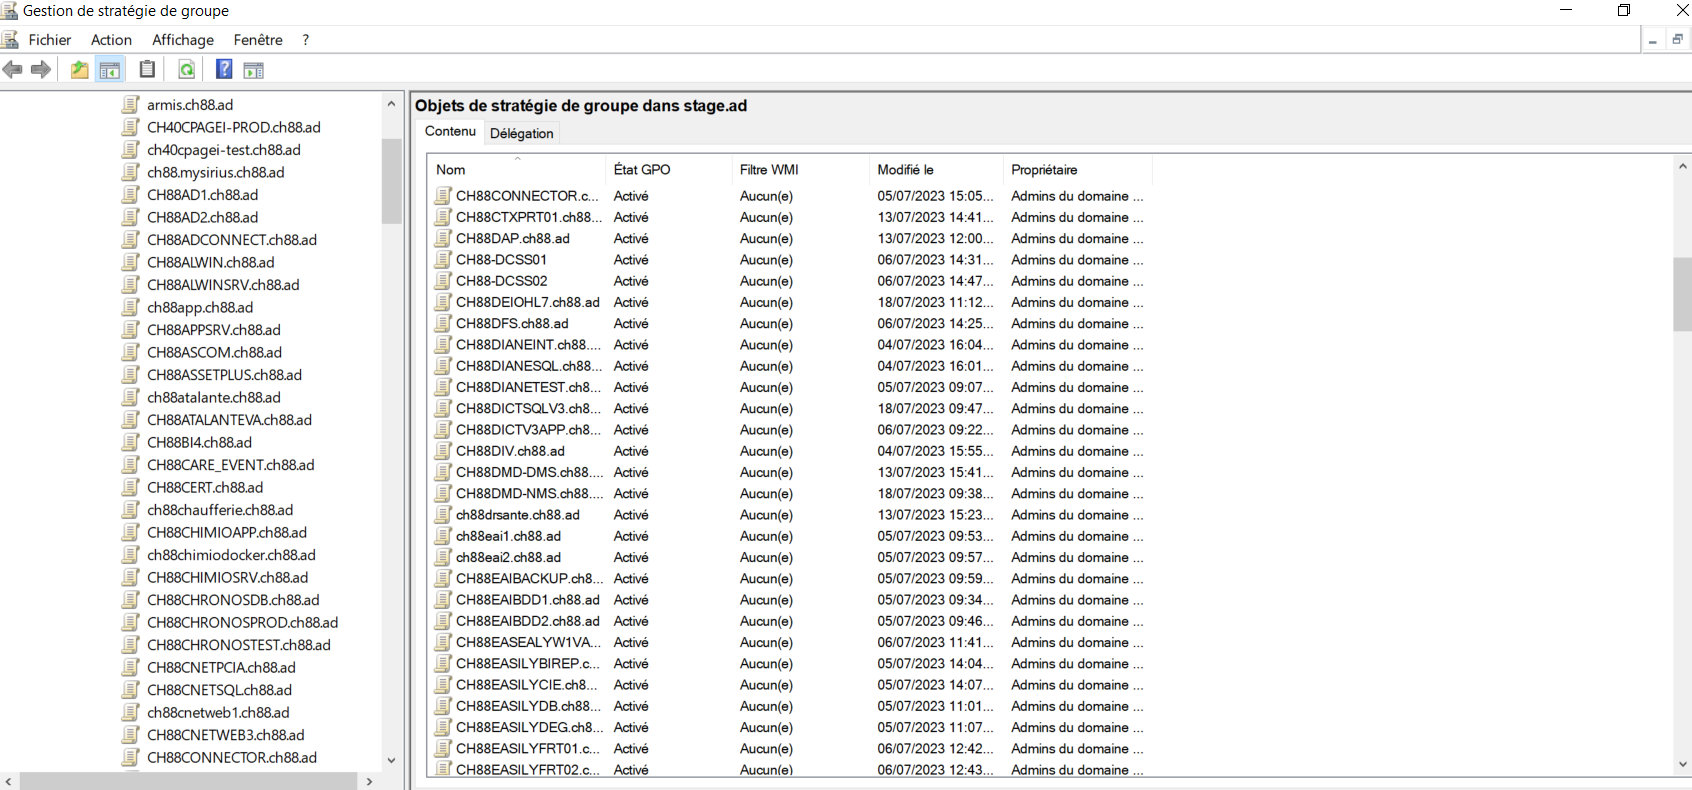 Gestion de stratégie de groupe
Fichier Action Affichage Fenêtre ?
armis.ch88.ad
CH40CPAGEI-PROD.ch88.ad
ch40cpagei-test.ch88.ad
ch88.mysirius.ch88.ad
CH88AD1.ch88.ad
CH88AD2.ch88.ad
CH88ADCONNECT.ch88.ad
CH88ALWIN.ch88.ad
CH88ALWINSRV.ch88.ad
ch88app.ch88.ad
CH88APPSRV.ch88.ad
CH88ASCOM.ch88.ad
CH88ASSETPLUS.ch88.ad
ch88atalante.ch88.ad
CH88ATALANTEVA.ch88.ad
CH88BI4.ch88.ad
CH88CARE_EVENT.ch88.ad
CH88CERT.ch88.ad
ch88chaufferie.ch88.ad
CH88CHIMIOAPP.ch88.ad
ch88chimiodocker.ch88.ad
CH88CHIMIOSRV.ch88.ad
CH88CHRONOSDB.ch88.ad
CH88CHRONOSPROD.ch88.ad
CH88CHRONOSTEST.ch88.ad
CH88CNETPCIA.ch88.ad
CH88CNETSQL.ch88.ad
ch88cnetweb1.ch88.ad
CH88CNETWEB3.ch88.ad
CH88CONNECTOR.ch88.ad
Objets de stratégie de groupe dans stage.ad
Contenu Délégation
Nom État GPO Filtre WMI Modifié le Propriétaire
CH88CONNECTOR.c... Activé Aucun(e) 05/07/2023 15:05... Admins du domaine ...
CH88CTXPRT01.ch88... Activé Aucun(e) 13/07/2023 14:41... Admins du domaine ...
CH88DAP.ch88.ad Activé Aucun(e) 13/07/2023 12:00... Admins du domaine ...
CH88-DCSS01 Activé Aucun(e) 06/07/2023 14:31... Admins du domaine ...
CH88-DCSS02 Activé Aucun(e) 06/07/2023 14:47... Admins du domaine ...
CH88DEIOHL7.ch88.ad Activé Aucun(e) 18/07/2023 11:12... Admins du domaine ...
CH88DFS.ch88.ad Activé Aucun(e) 06/07/2023 14:25... Admins du domaine ...
CH88DIANEINT.ch88.... Activé Aucun(e) 04/07/2023 16:04... Admins du domaine ...
CH88DIANESQL.ch88... Activé Aucun(e) 04/07/2023 16:01... Admins du domaine ...
CH88DIANETEST.ch8... Activé Aucun(e) 05/07/2023 09:07... Admins du domaine ...
CH88DICTSQLV3.ch8... Activé Aucun(e) 18/07/2023 09:47... Admins du domaine ...
CH88DICTV3APP.ch8... Activé Aucun(e) 06/07/2023 09:22... Admins du domaine ...
CH88DIV.ch88.ad Activé Aucun(e) 04/07/2023 15:55... Admins du domaine ...
CH88DMD-DMS.ch88.... Activé Aucun(e) 13/07/2023 15:41... Admins du domaine ...
CH88DMD-NMS.ch88.... Activé Aucun(e) 18/07/2023 09:38... Admins du domaine ...
ch88drsante.ch88.ad Activé Aucun(e) 13/07/2023 15:23... Admins du domaine ...
ch88eai1.ch88.ad Activé Aucun(e) 05/07/2023 09:53... Admins du domaine ...
ch88eai2.ch88.ad Activé Aucun(e) 05/07/2023 09:57... Admins du domaine ...
CH88EAIBACKUP.ch8... Activé Aucun(e) 05/07/2023 09:59... Admins du domaine ...
CH88EAIBDD1.ch88.ad Activé Aucun(e) 05/07/2023 09:34... Admins du domaine ...
CH88EAIBDD2.ch88.ad Activé Aucun(e) 05/07/2023 09:46... Admins du domaine ...
CH88EASEALYW1VA... Activé Aucun(e) 06/07/2023 11:41... Admins du domaine ...
CH88EASILYBIREP.c... Activé Aucun(e) 05/07/2023 14:04... Admins du domaine ...
CH88EASILYCIE.ch8... Activé Aucun(e) 05/07/2023 14:07... Admins du domaine ...
CH88EASILYDB.ch88... Activé Aucun(e) 05/07/2023 11:01... Admins du domaine ...
CH88EASILYDEG.ch8... Activé Aucun(e) 05/07/2023 11:07... Admins du domaine ...
CH88EASILYFRT01.c... Activé Aucun(e) 06/07/2023 12:42... Admins du domaine ...
CH88EASILYFRT02.c... Activé Aucun(e) 06/07/2023 12:43... Admins du domaine ...